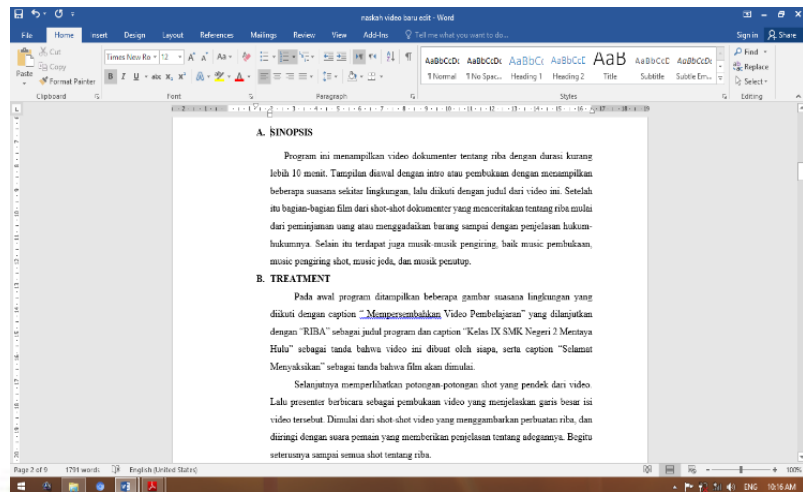 naskah video baru edit - Word
File Home Insert Design Layout References Mailings Review View Add-Ins Tell me what you want to do... Sign in Share
Cut
Copy
Format Painter
Paste
Times New Ro 12
AaBbCcDc AaBbCcDc AaBbCc AaBbCcE AaB AaBbCcD AaBbCcDc
¶ Normal ¶ No Spac... Heading 1 Heading 2 Title Subtitle Subtle Em...
Find
Replace
Select
Clipboard Font Paragraph Styles Editing
A. SINOPSIS
Program ini menampilkan video dokumenter tentang riba dengan durasi kurang
lebih 10 menit. Tampilan diawal dengan intro atau pembukaan dengan menampilkan
beberapa suasana sekitar lingkungan, lalu diikuti dengan judul dari video ini. Setelah
itu bagian-bagian film dari shot-shot dokumenter yang menceritakan tentang riba mulai
dari peminjaman uang atau menggadaikan barang sampai dengan penjelasan hukum-
hukumnya. Selain itu terdapat juga musik-musik pengiring, baik music pembukaan,
music pengiring shot, music jeda, dan musik penutup.
B. TREATMENT
Pada awal program ditampilkan beberapa gambar suasana lingkungan yang
diikuti dengan caption “ Mempersembahkan Video Pembelajaran” yang dilanjutkan
dengan “RIBA” sebagai judul program dan caption “Kelas IX SMK Negeri 2 Mentaya
Hulu” sebagai tanda bahwa video ini dibuat oleh siapa, serta caption “Selamat
Menyaksikan” sebagai tanda bahwa film akan dimulai.
Selanjutnya memperlihatkan potongan-potongan shot yang pendek dari video.
Lalu presenter berbicara sebagai pembukaan video yang menjelaskan garis besar isi
video tersebut. Dimulai dari shot-shot video yang menggambarkan perbuatan riba, dan
diiringi dengan suara pemain yang memberikan penjelasan tentang adegannya. Begitu
seterusnya sampai semua shot tentang riba.
Page 2 of 9 1791 words English (United States) 100%
ENG 10:16 AM